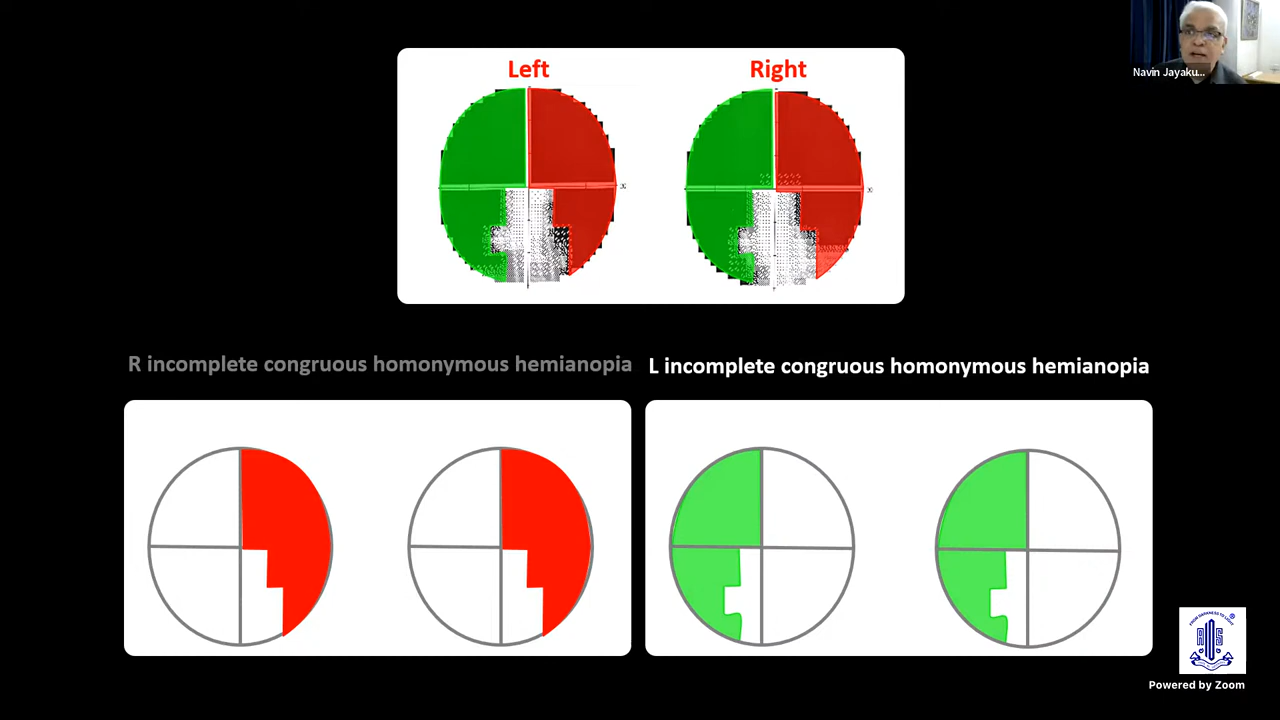 Navin Jayaku...
Left
Right
R incomplete congruous homonymous hemianopia
L incomplete congruous homonymous hemianopia
Powered by Zoom